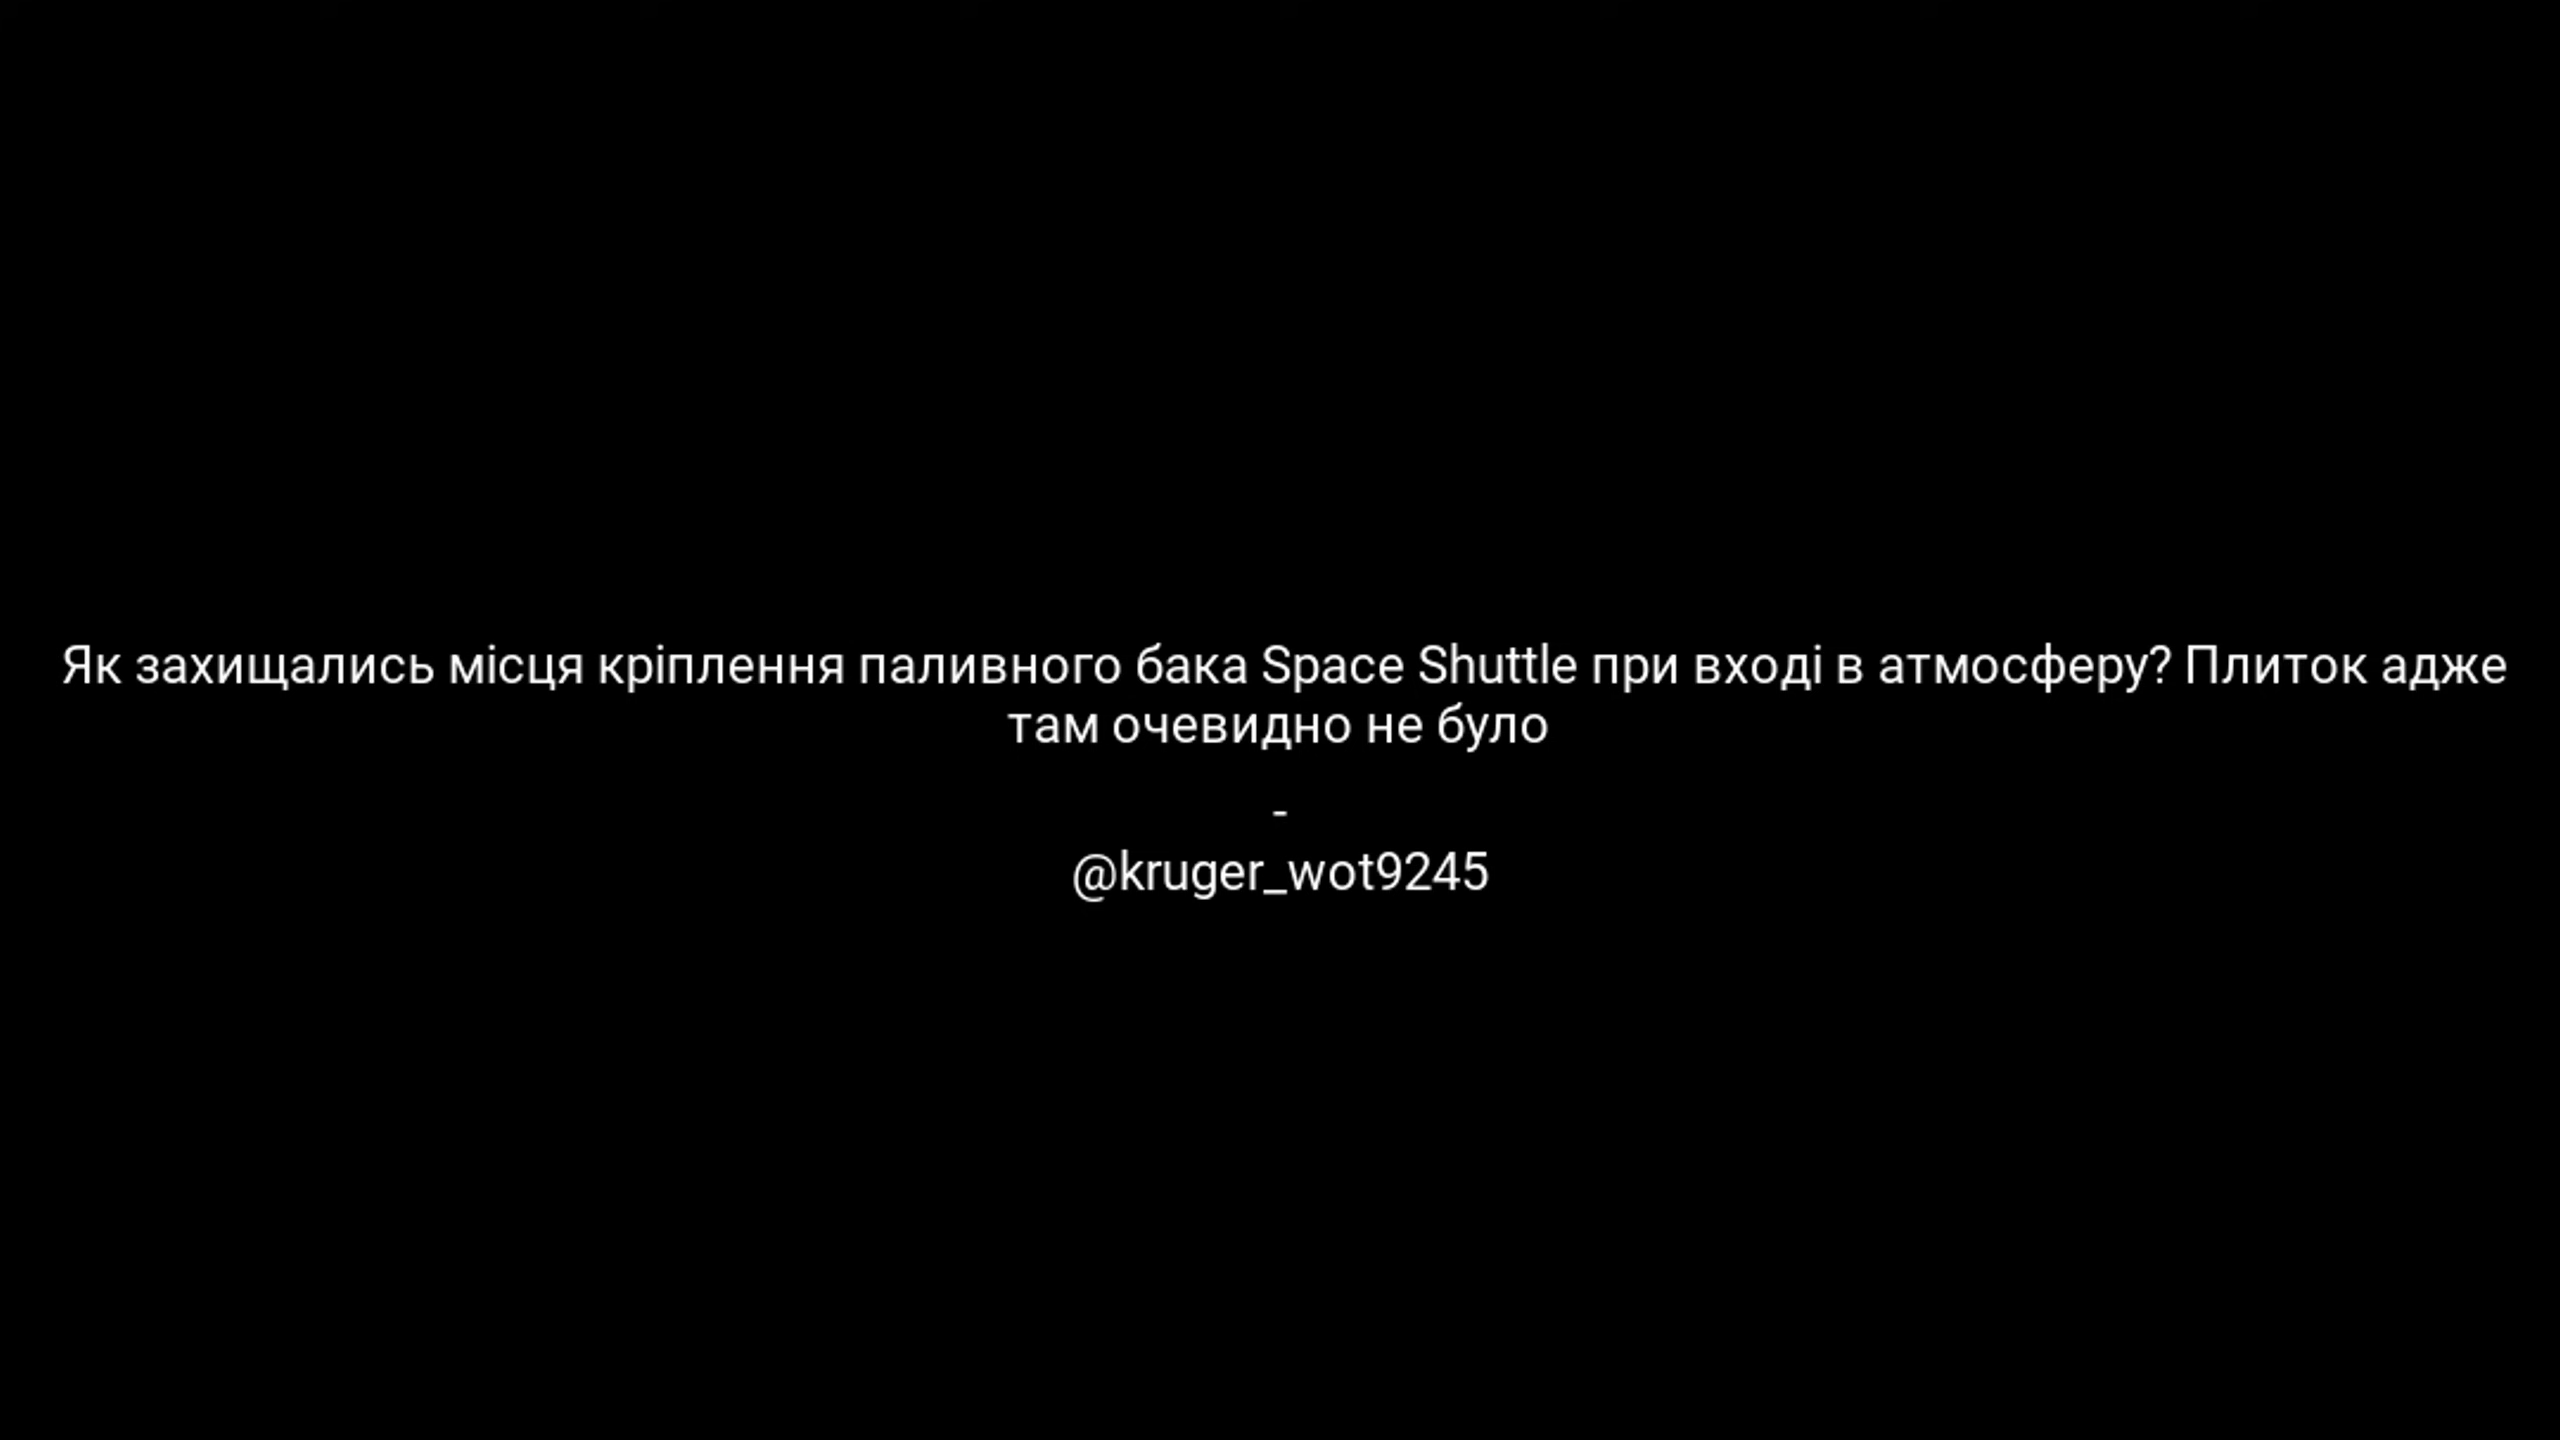 Як захищались місця кріплення паливного бака Space Shuttle при вході в атмосферу? Плиток адже
там очевидно не було
-
@kruger_wot9245